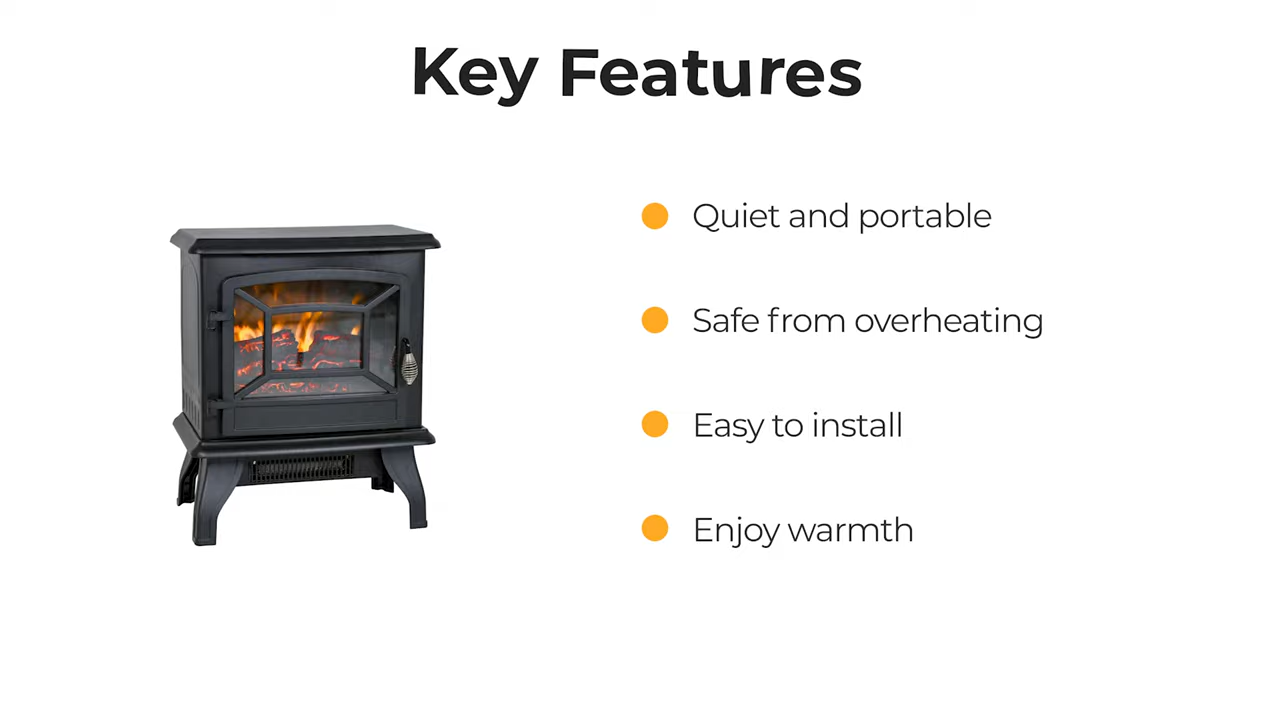 Key Features
Quiet and portable
Safe from overheating
Easy to install
Enjoy warmth